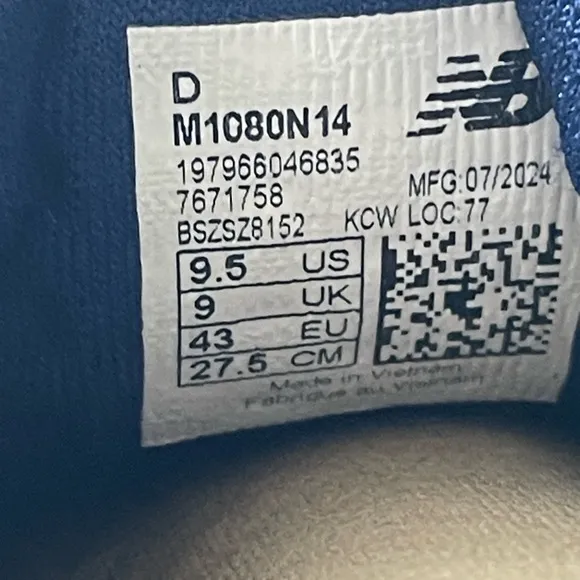 D
M1080N14
197966046835
7671758
BSZSZ8152
KCW
NB
MFG:07/2024
LOC:77
9.5 US
9 UK
43 EU
27.5 CM
Made in Vietnam
Fabriqué au Vietnam